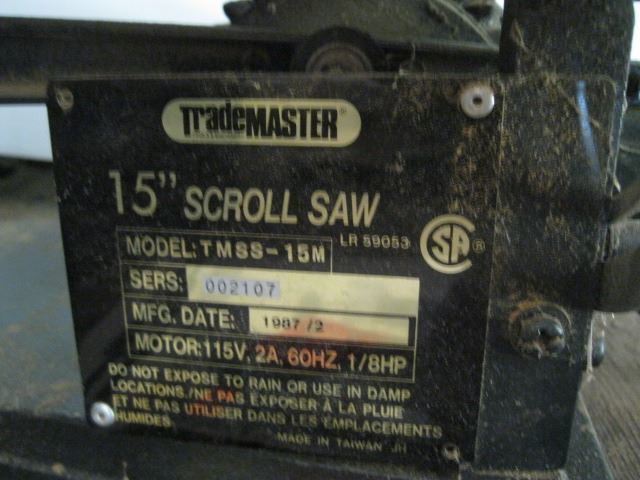 TradeMASTER®
15" SCROLL SAW
LR 59053
CSA®
MODEL: TMSS-15M
SERS: 002107
MFG. DATE: 1987/2
MOTOR: 115V, 2A, 60HZ, 1/8HP
DO NOT EXPOSE TO RAIN OR USE IN DAMP
LOCATIONS./NE PAS EXPOSER À LA PLUIE
ET NE PAS UTILISER DANS LES EMPLACEMENTS
HUMIDES
MADE IN TAIWAN JH